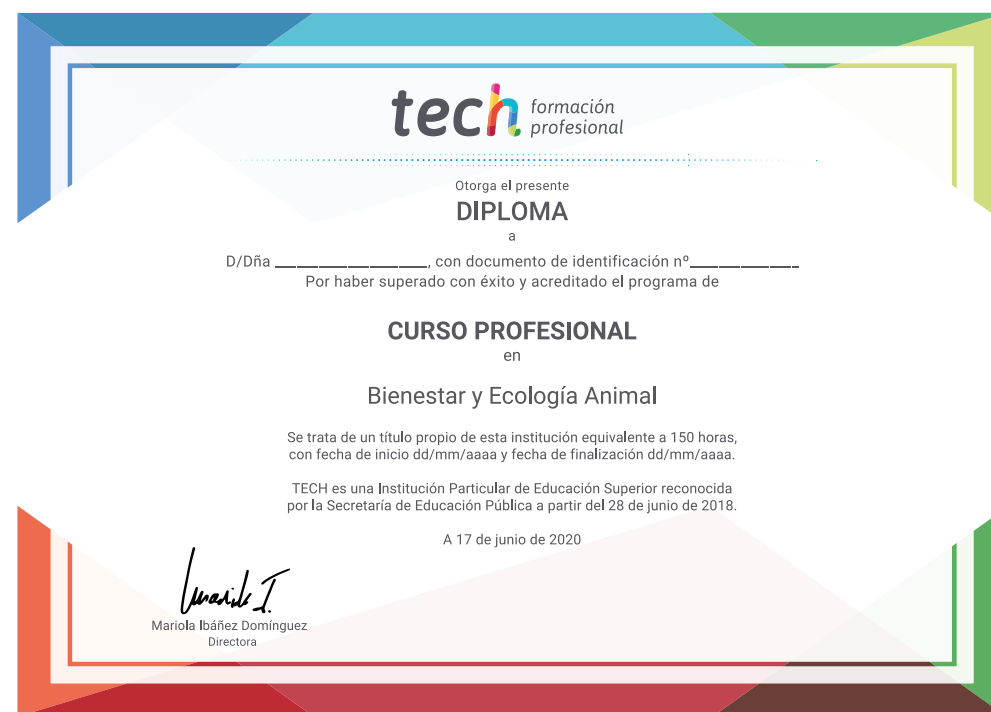 tech formación
profesional
Otorga el presente
DIPLOMA
a
D/Dña ____________________, con documento de identificación nº______________
Por haber superado con éxito y acreditado el programa de
CURSO PROFESIONAL
en
Bienestar y Ecología Animal
Se trata de un título propio de esta institución equivalente a 150 horas,
con fecha de inicio dd/mm/aaaa y fecha de finalización dd/mm/aaaa.
TECH es una Institución Particular de Educación Superior reconocida
por la Secretaría de Educación Pública a partir del 28 de junio de 2018.
A 17 de junio de 2020
Mariola Ibáñez Domínguez
Directora